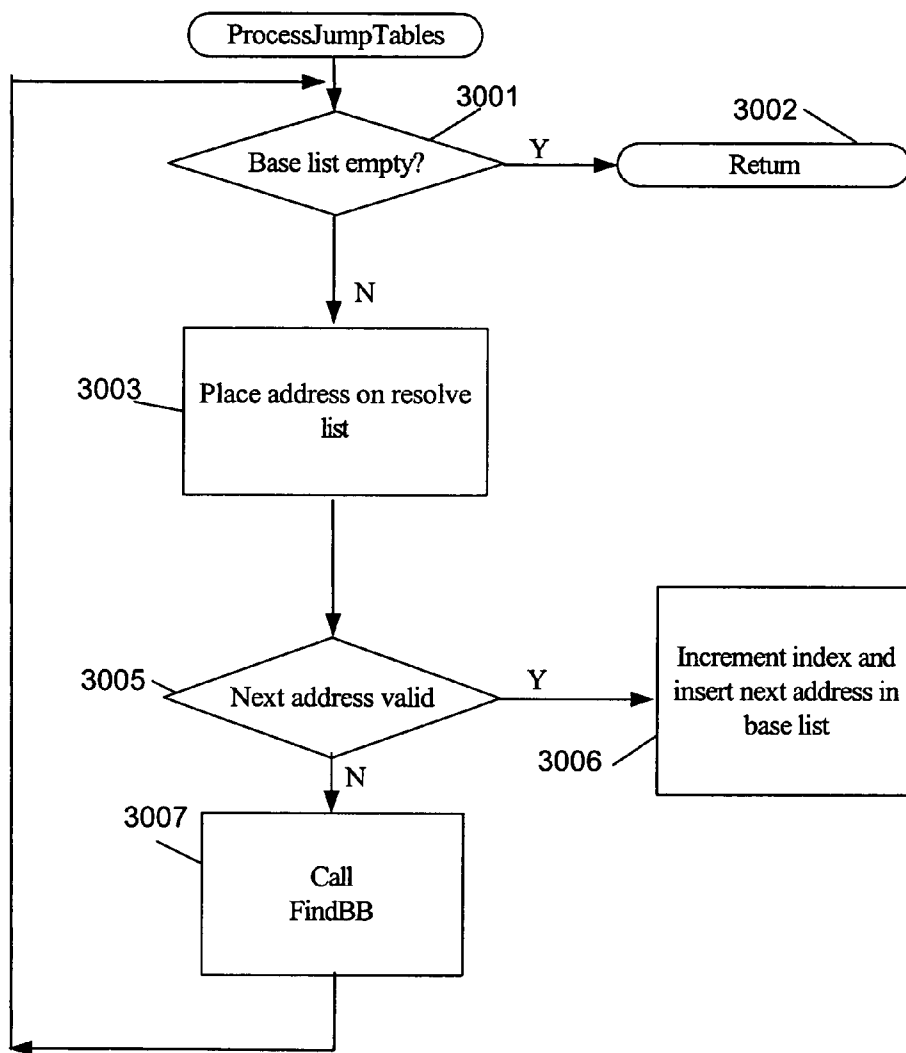 ProcessJumpTables
3001
3002
Base list empty?
Y
Return
N
3003
Place address on resolve
list
3005
Next address valid
Y
Increment index and
insert next address in
base list
3006
N
3007
Call
FindBB